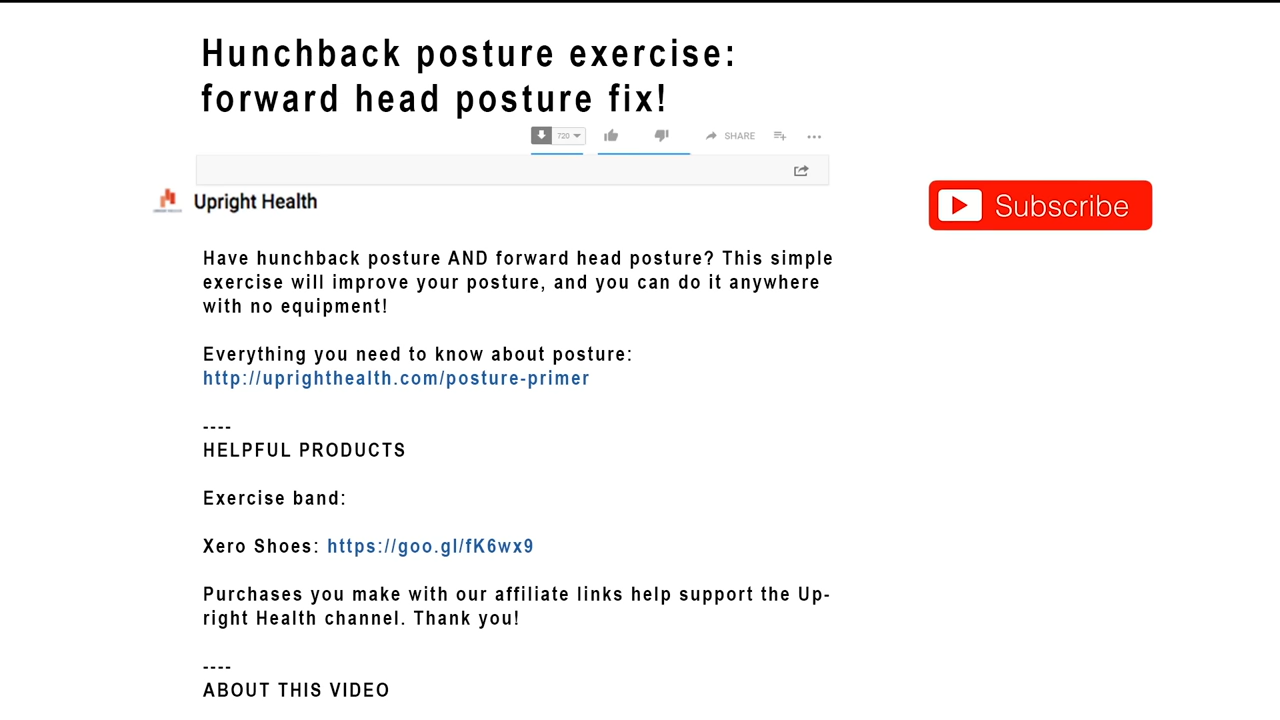 Hunchback posture exercise:
forward head posture fix!
720
SHARE
Upright Health
Subscribe
Have hunchback posture AND forward head posture? This simple
exercise will improve your posture, and you can do it anywhere
with no equipment!
Everything you need to know about posture:
http://uprighthealth.com/posture-primer
----
HELPFUL PRODUCTS
Exercise band:
Xero Shoes: https://goo.gl/fK6wx9
Purchases you make with our affiliate links help support the Up-
right Health channel. Thank you!
----
ABOUT THIS VIDEO